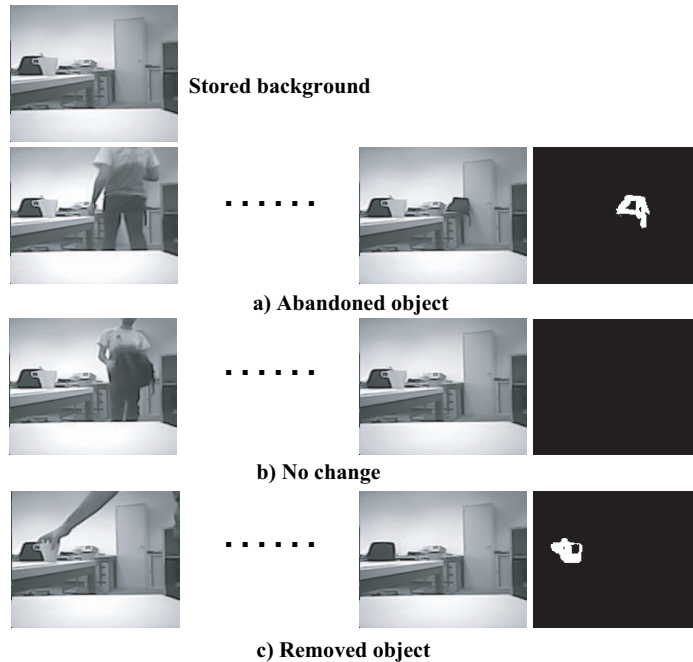 Stored background
......
a) Abandoned object
......
b) No change
......
c) Removed object